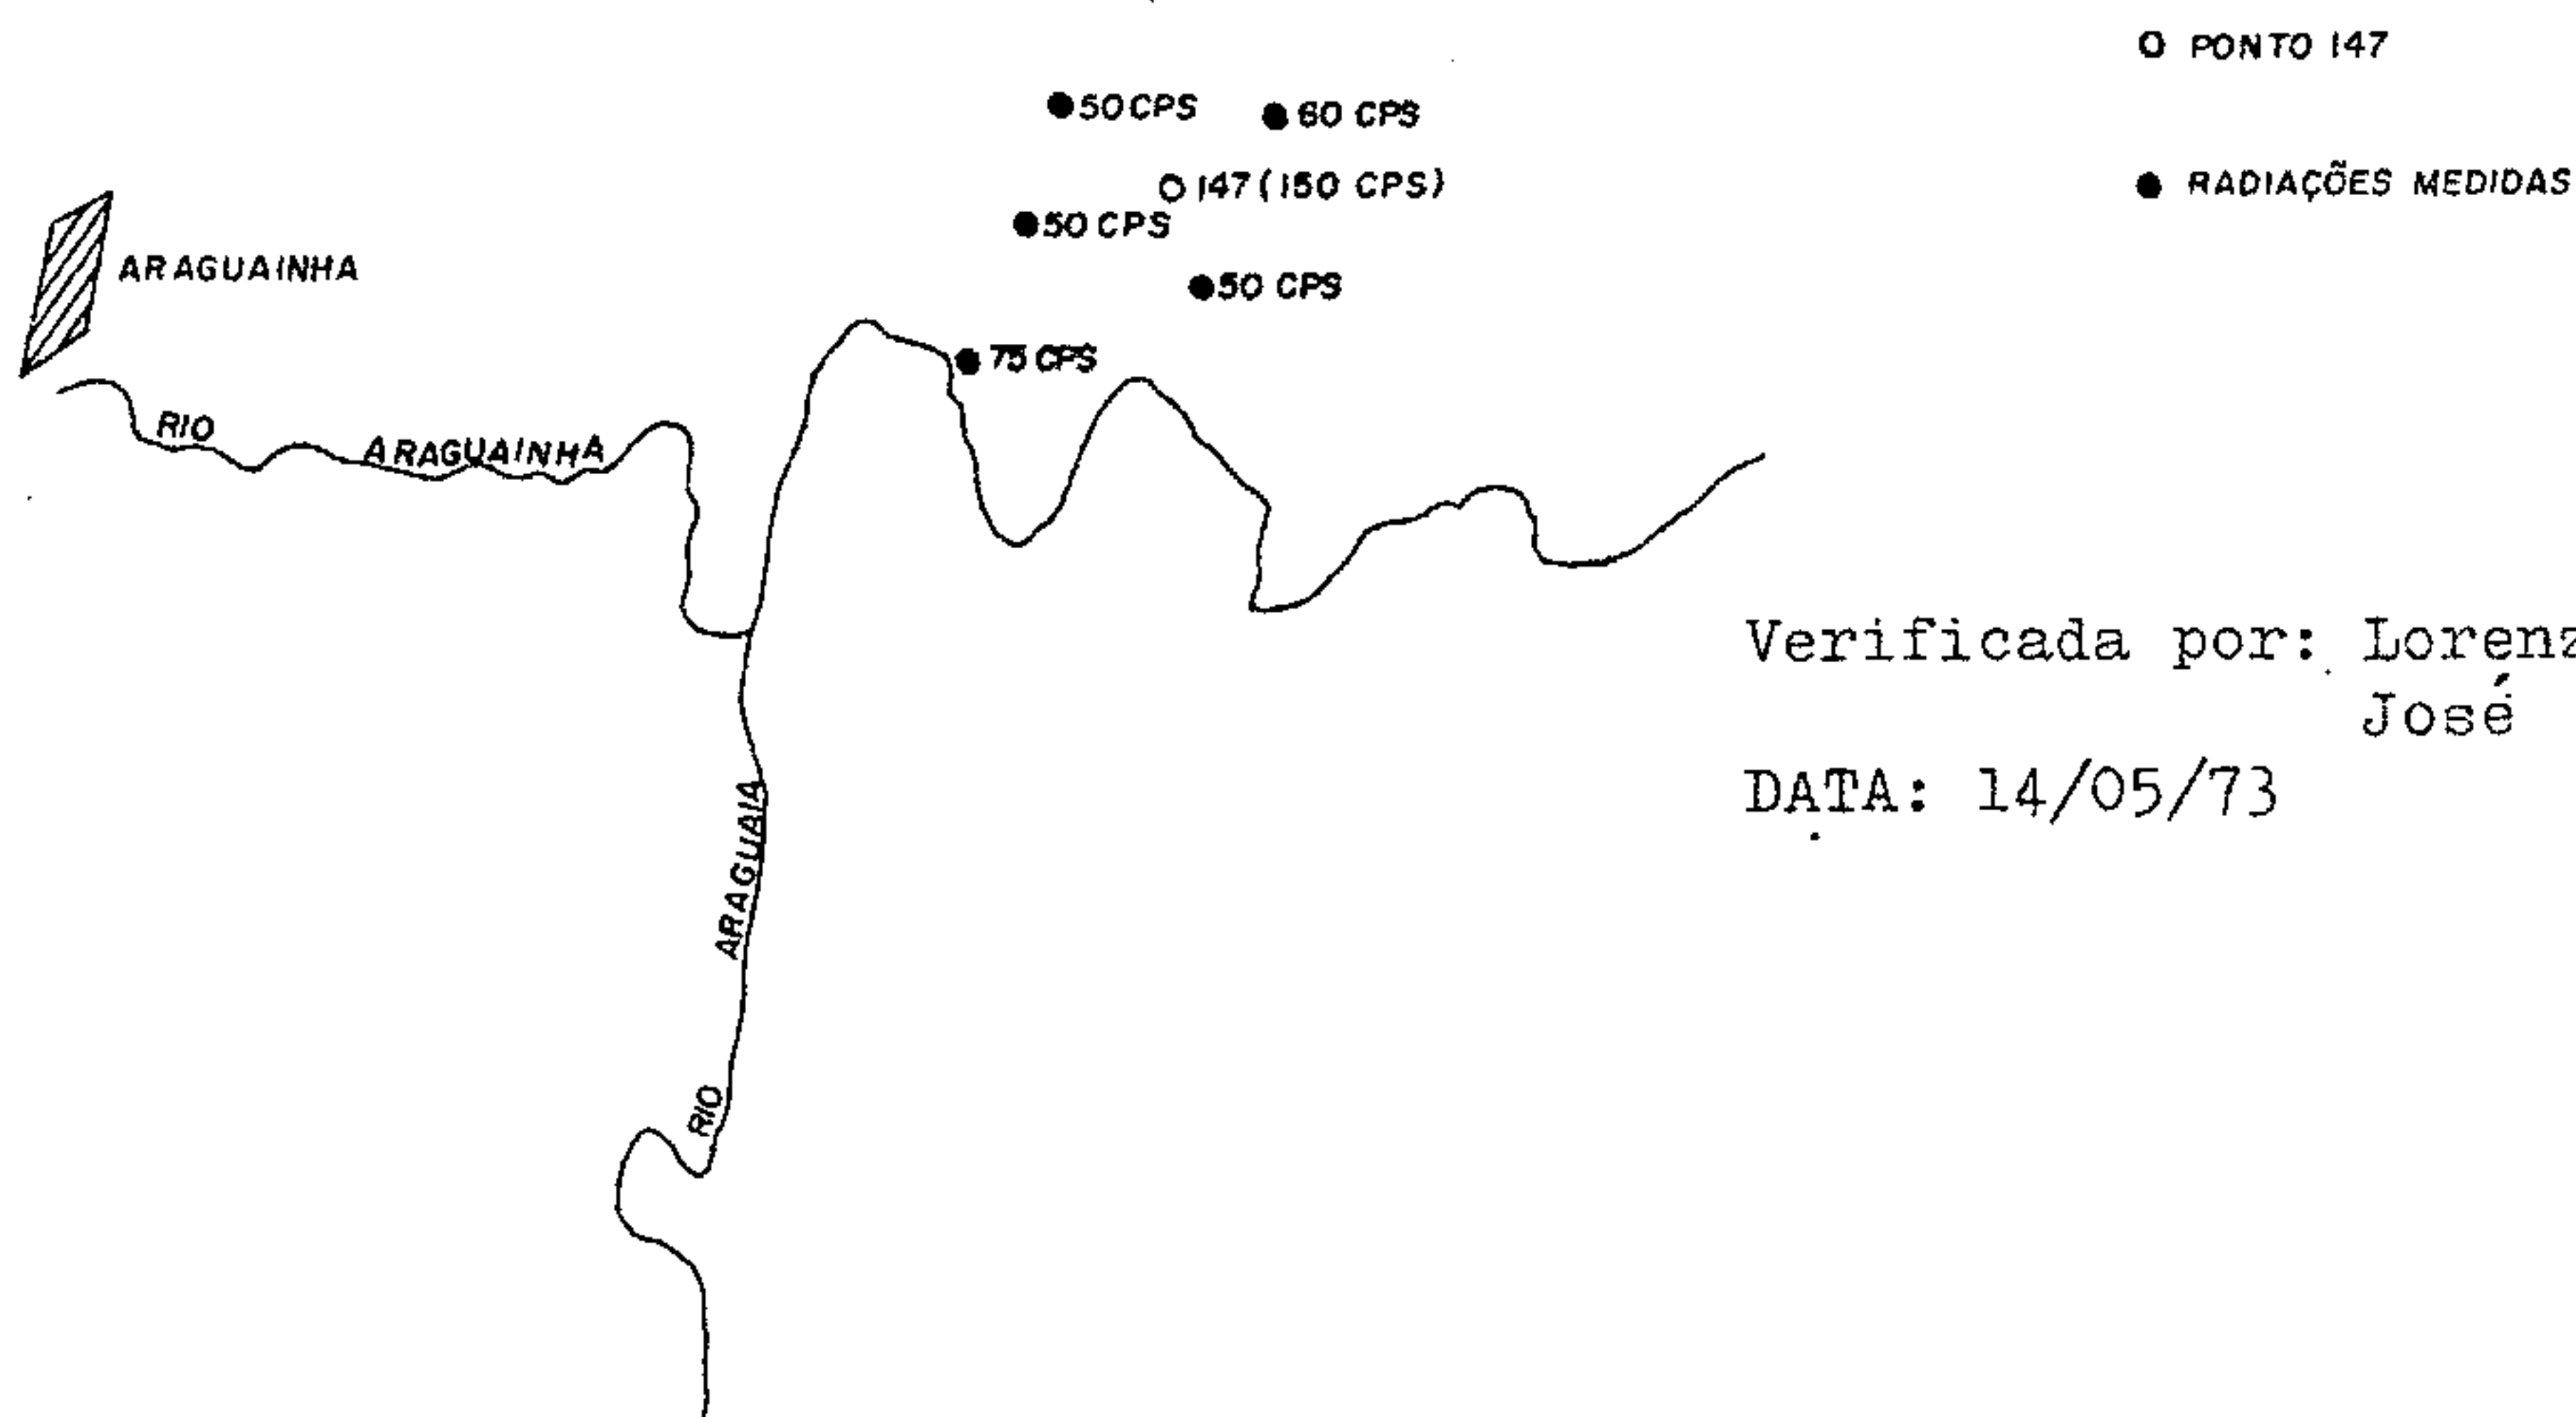 O PONTO 147
● 50 CPS
● 60 CPS
O 147 (150 CPS)
● RADIAÇÕES MEDIDAS
● 50 CPS
ARAGUAINHA
● 50 CPS
● 75 CPS
RIO ARAGUAINHA
Verificada por: Lorenz
José
DATA: 14/05/73
RIO ARAGUAIA